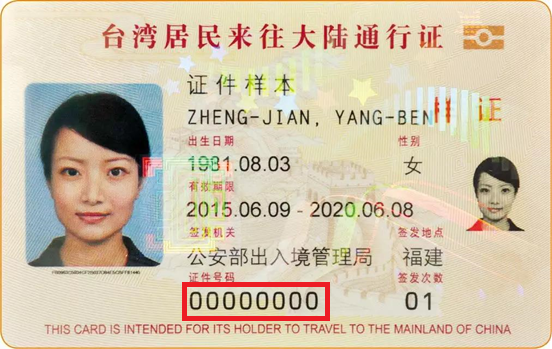 台湾居民来往大陆通行证
证件样本
ZHENG-JIAN, YANG-BEN
样 证
出生日期 性别
1981.08.03 女
有效期限
2015.06.09 - 2020.06.08
签发机关 签发地点
公安部出入境管理局 福建
证件号码 签发次数
00000000 01
THIS CARD IS INTENDED FOR ITS HOLDER TO TRAVEL TO THE MAINLAND OF CHINA